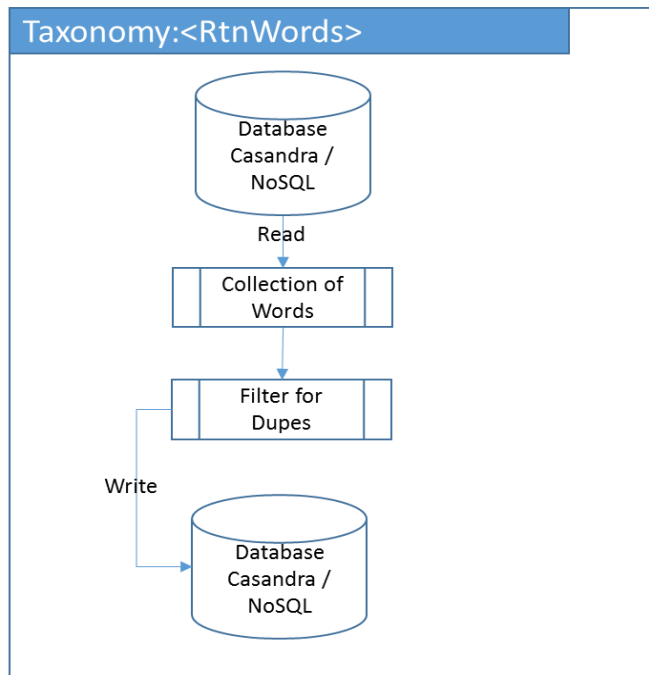 Taxonomy:<RtnWords>
Database
Casandra /
NoSQL
Read
Collection of
Words
Filter for
Dupes
Write
Database
Casandra /
NoSQL